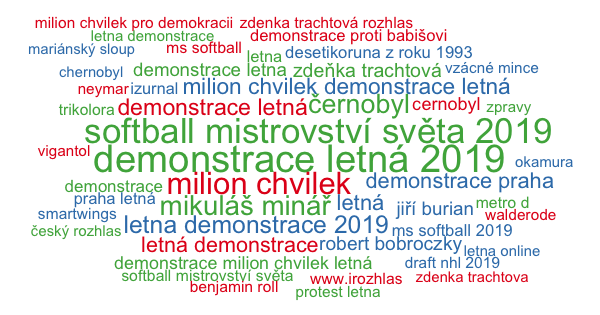 milion chvilek pro demokracii zdenka trachtová rozhlas
letna demonstrace demonstrace proti babišovi
mariánský sloup ms softball letna desetikoruna z roku 1993
chernobyl demonstrace letna zdeňka trachtová vzácné mince
neymar izurnal milion chvilek demonstrace letná
trikolora demonstrace letná černobyl cernobyl zpravy
softball mistrovství světa 2019
vigantol demonstrace letná 2019 okamura
demonstrace milion chvilek demonstrace praha
praha letná mikuláš minář letná jiří burian metro d
smartwings walderode
český rozhlas letna demonstrace 2019 ms softball 2019
letná demonstrace robert bobroczky letna online
demonstrace milion chvilek letná draft nhl 2019
softball mistrovství světa www.irozhlas zdenka trachtova
benjamin roll protest letna